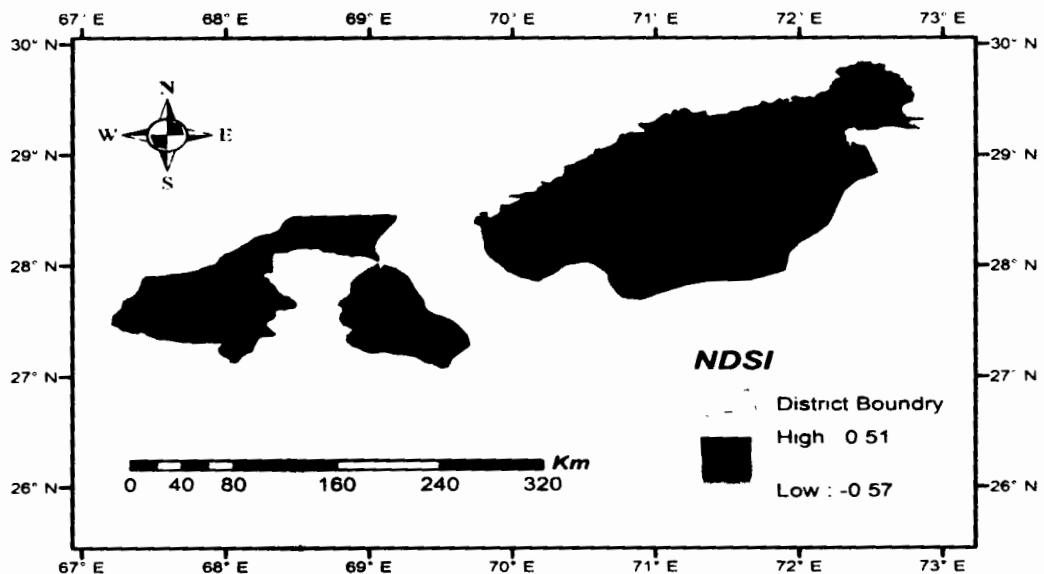 67° E 68° E 69° E 70° E 71° E 72° E 73° E
30° N 30° N
N
W E
S
29° N 29° N
28° N 28° N
27° N 27° N
NDSI
District Boundry
High 0 51
Low : -0 57
Km
0 40 80 160 240 320
26° N 26° N
67° E 68° E 69° E 70° E 71° E 72° E 73° E